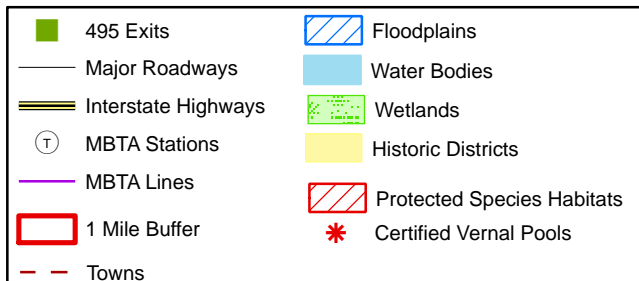 495 Exits
Major Roadways
Interstate Highways
T
MBTA Stations
MBTA Lines
1 Mile Buffer
Towns
Floodplains
Water Bodies
Wetlands
Historic Districts
Protected Species Habitats
Certified Vernal Pools